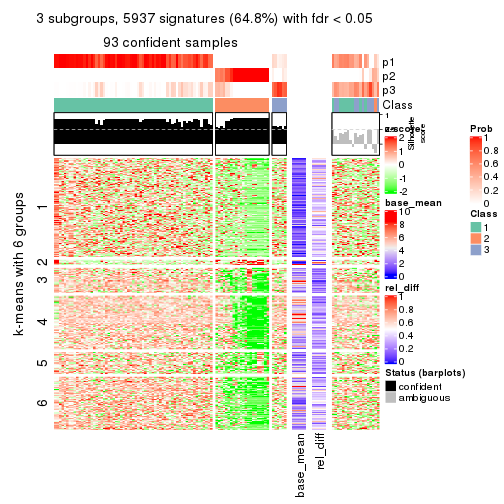 3 subgroups, 5937 signatures (64.8%) with fdr < 0.05
93 confident samples
p1
p2
p3
Class
1
Silhouette
score
z-score
2
1
0
-1
-2
base_mean
10
8
6
4
2
0
rel_diff
1
0.8
0.6
0.4
0.2
0
Status (barplots)
confident
ambiguous
Prob
1
0.8
0.6
0.4
0.2
0
Class
1
2
3
k-means with 6 groups
1
2
3
4
5
6
base_mean
rel_diff